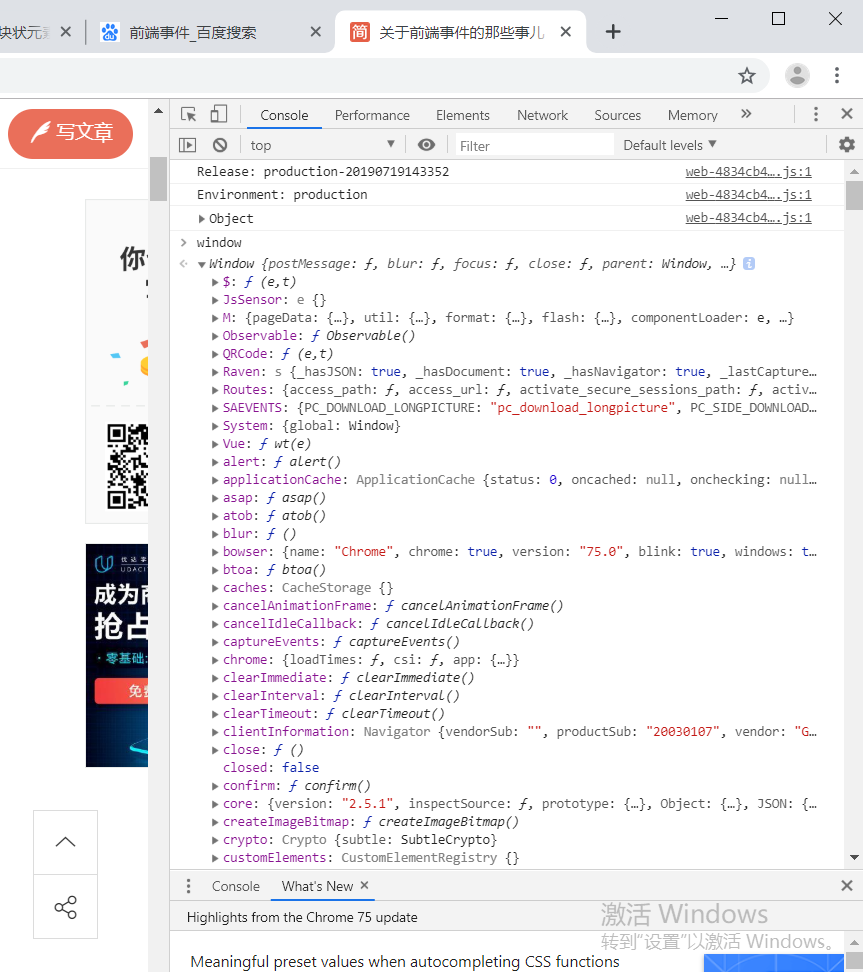 块状元素
前端事件_百度搜索
关于前端事件的那些事儿
写文章
Console Performance Elements Network Sources Memory
top Filter Default levels ▼
Release: production-20190719143352 web-4834cb4….js:1
Environment: production web-4834cb4….js:1
Object web-4834cb4….js:1
window
Window {postMessage: ƒ, blur: ƒ, focus: ƒ, close: ƒ, parent: Window, …}
$: ƒ (e,t)
JsSensor: e {}
M: {pageData: {…}, util: {…}, format: {…}, flash: {…}, componentLoader: e, …}
Observable: ƒ Observable()
QRCode: ƒ (e,t)
Raven: s {_hasJSON: true, _hasDocument: true, _hasNavigator: true, _lastCapture…
Routes: {access_path: ƒ, access_url: ƒ, activate_secure_sessions_path: ƒ, activ…
SAEVENTS: {PC_DOWNLOAD_LONGPICTURE: "pc_download_longpicture", PC_SIDE_DOWNLOAD…
System: {global: Window}
Vue: ƒ wt(e)
alert: ƒ alert()
applicationCache: ApplicationCache {status: 0, oncached: null, onchecking: null…
asap: ƒ asap()
atob: ƒ atob()
blur: ƒ ()
bowser: {name: "Chrome", chrome: true, version: "75.0", blink: true, windows: t…
btoa: ƒ btoa()
caches: CacheStorage {}
cancelAnimationFrame: ƒ cancelAnimationFrame()
cancelIdleCallback: ƒ cancelIdleCallback()
captureEvents: ƒ captureEvents()
chrome: {loadTimes: ƒ, csi: ƒ, app: {…}}
clearImmediate: ƒ clearImmediate()
clearInterval: ƒ clearInterval()
clearTimeout: ƒ clearTimeout()
clientInformation: Navigator {vendorSub: "", productSub: "20030107", vendor: "G…
close: ƒ ()
closed: false
confirm: ƒ confirm()
core: {version: "2.5.1", inspectSource: ƒ, prototype: {…}, Object: {…}, JSON: {…
createImageBitmap: ƒ createImageBitmap()
crypto: Crypto {subtle: SubtleCrypto}
customElements: CustomElementRegistry {}
你
优达学
UDACI
成为商
抢占
· 零基础
免费
Console What's New
Highlights from the Chrome 75 update
激活 Windows
转到"设置"以激活 Windows。
Meaningful preset values when autocompleting CSS functions